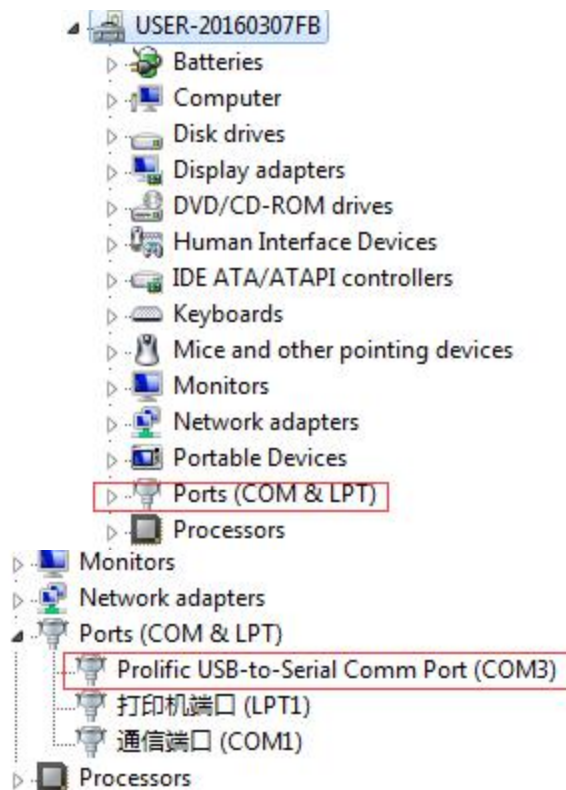 USER-20160307FB
Batteries
Computer
Disk drives
Display adapters
DVD/CD-ROM drives
Human Interface Devices
IDE ATA/ATAPI controllers
Keyboards
Mice and other pointing devices
Monitors
Network adapters
Portable Devices
Ports (COM & LPT)
Processors
Monitors
Network adapters
Ports (COM & LPT)
Prolific USB-to-Serial Comm Port (COM3)
打印机端口 (LPT1)
通信端口 (COM1)
Processors